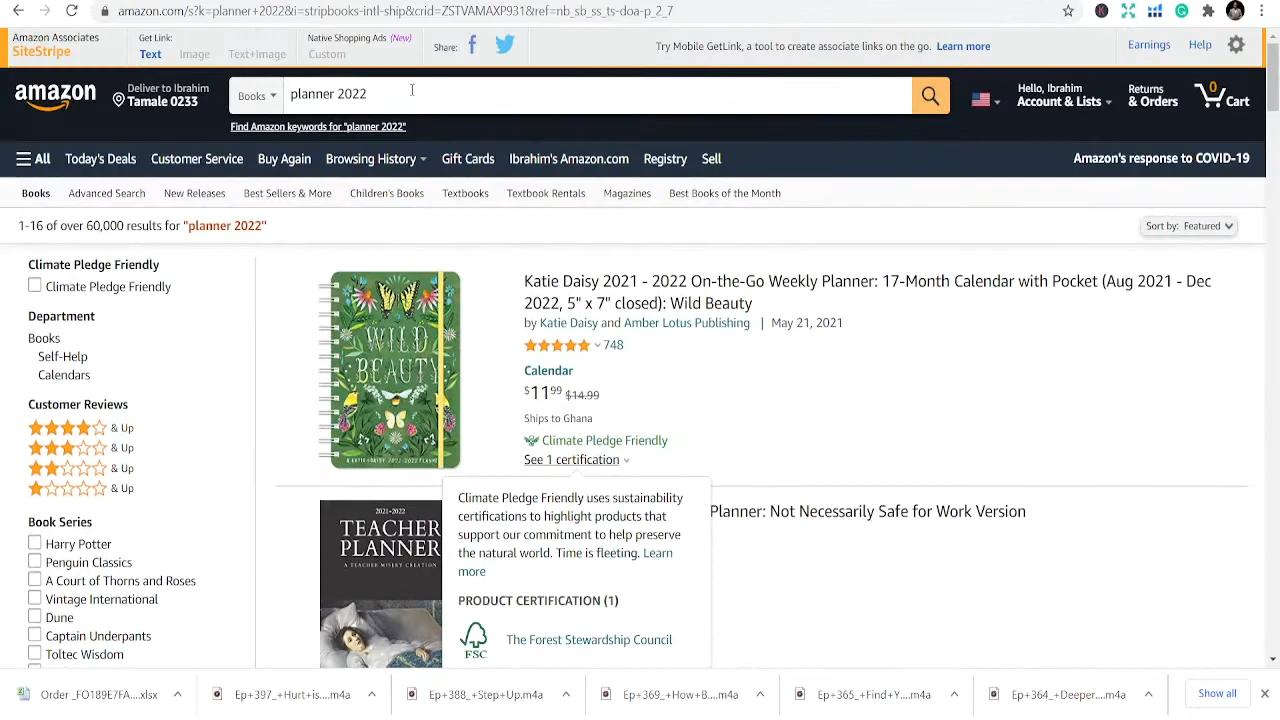 amazon.com/s?k=planner+2022&i=stripbooks-intl-ship&crid=ZSTVAMAXP931&ref=nb_sb_ss_ts-doa-p_2_7
Amazon Associates
SiteStripe
Get Link:
Text Image Text+Image
Native Shopping Ads (New)
Custom
Share:
Try Mobile GetLink, a tool to create associate links on the go. Learn more
Earnings Help
amazon
Deliver to Ibrahim
Tamale 0233
Books
planner 2022
Find Amazon keywords for "planner 2022"
Hello, Ibrahim
Account & Lists
Returns
& Orders
0
Cart
All Today's Deals Customer Service Buy Again Browsing History Gift Cards Ibrahim's Amazon.com Registry Sell
Amazon's response to COVID-19
Books Advanced Search New Releases Best Sellers & More Children's Books Textbooks Textbook Rentals Magazines Best Books of the Month
1-16 of over 60,000 results for "planner 2022"
Sort by: Featured
Climate Pledge Friendly
Climate Pledge Friendly
Department
Books
Self-Help
Calendars
Customer Reviews
& Up
& Up
& Up
& Up
Book Series
Harry Potter
Penguin Modern
A Court of Thorns and Roses
Vintage International
Dune
Captain Underpants
Toltec Wisdom
WILD
BEAUTY
A KATIE DAISY 2021-2022 PLANNER
Katie Daisy 2021 - 2022 On-the-Go Weekly Planner: 17-Month Calendar with Pocket (Aug 2021 - Dec
2022, 5" x 7" closed): Wild Beauty
by Katie Daisy and Amber Lotus Publishing | May 21, 2021
748
Calendar
$11.99 $14.99
Ships to Ghana
Climate Pledge Friendly
See 1 certification
2021-2022
TEACHER
PLANNER
A TEACHER MISERY CREATION
Planner: Not Necessarily Safe for Work Version
Climate Pledge Friendly uses sustainability
certifications to highlight products that
support our commitment to help preserve
the natural world. Time is fleeting. Learn
more
PRODUCT CERTIFICATION (1)
FSC
The Forest Stewardship Council
Order _FO189E7FA....xlsx
Ep+397_+Hurt+is....m4a
Ep+388_+Step+Up.m4a
Ep+369_+How+B....m4a
Ep+365_+Find+Y....m4a
Ep+364_+Deeper....m4a
Show all